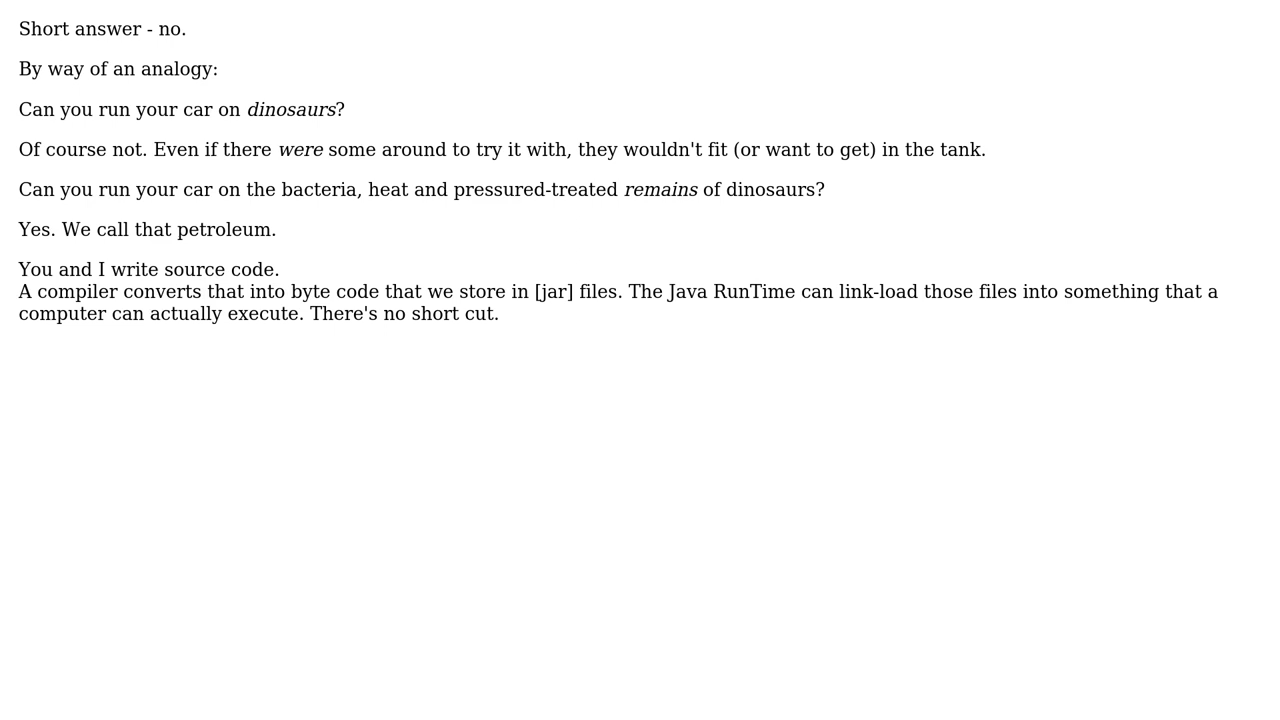 Short answer - no.
By way of an analogy:
Can you run your car on dinosaurs?
Of course not. Even if there were some around to try it with, they wouldn't fit (or want to get) in the tank.
Can you run your car on the bacteria, heat and pressured-treated remains of dinosaurs?
Yes. We call that petroleum.
You and I write source code.
A compiler converts that into byte code that we store in [jar] files. The Java RunTime can link-load those files into something that a
computer can actually execute. There's no short cut.